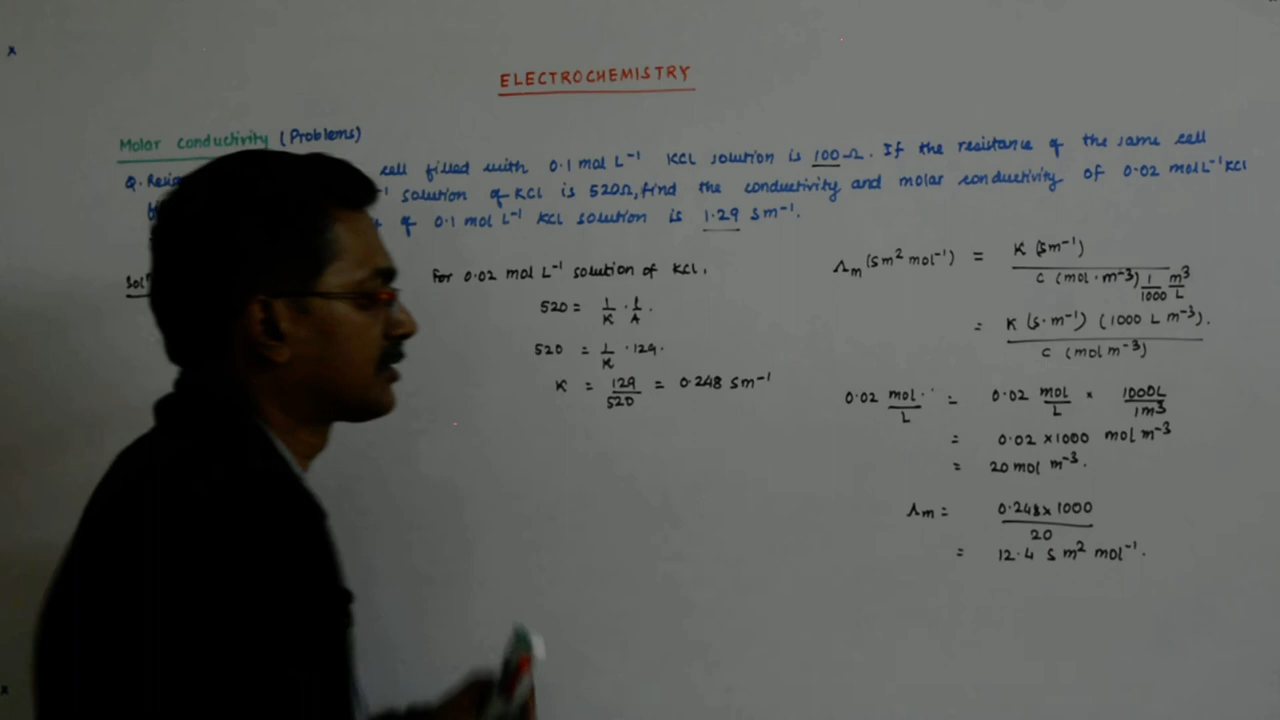 ELECTROCHEMISTRY
Molar conductivity (Problems)
Q. cell filled with 0.1 mol L⁻¹ KCl solution is 100 Ω. If the resistance of the same cell
solution of KCl is 520Ω, find the conductivity and molar conductivity of 0.02 mol L⁻¹ KCl
of 0.1 mol L⁻¹ KCl solution is 1.29 Sm⁻¹.
Solⁿ
For 0.02 mol L⁻¹ solution of KCl.
520 = 1/K · l/A.
520 = 1/K · 129.
K = 129/520 = 0.248 Sm⁻¹
Λm (Sm² mol⁻¹) = K (Sm⁻¹) / C (mol · m⁻³) 1/1000 m³/L
= K (S·m⁻¹) (1000 L m⁻³). / C (mol m⁻³)
0.02 mol/L = 0.02 mol/L × 1000L/1m³
= 0.02 × 1000 mol m⁻³
= 20 mol m⁻³.
Λm = 0.248 × 1000 / 20
= 12.4 S m² mol⁻¹.